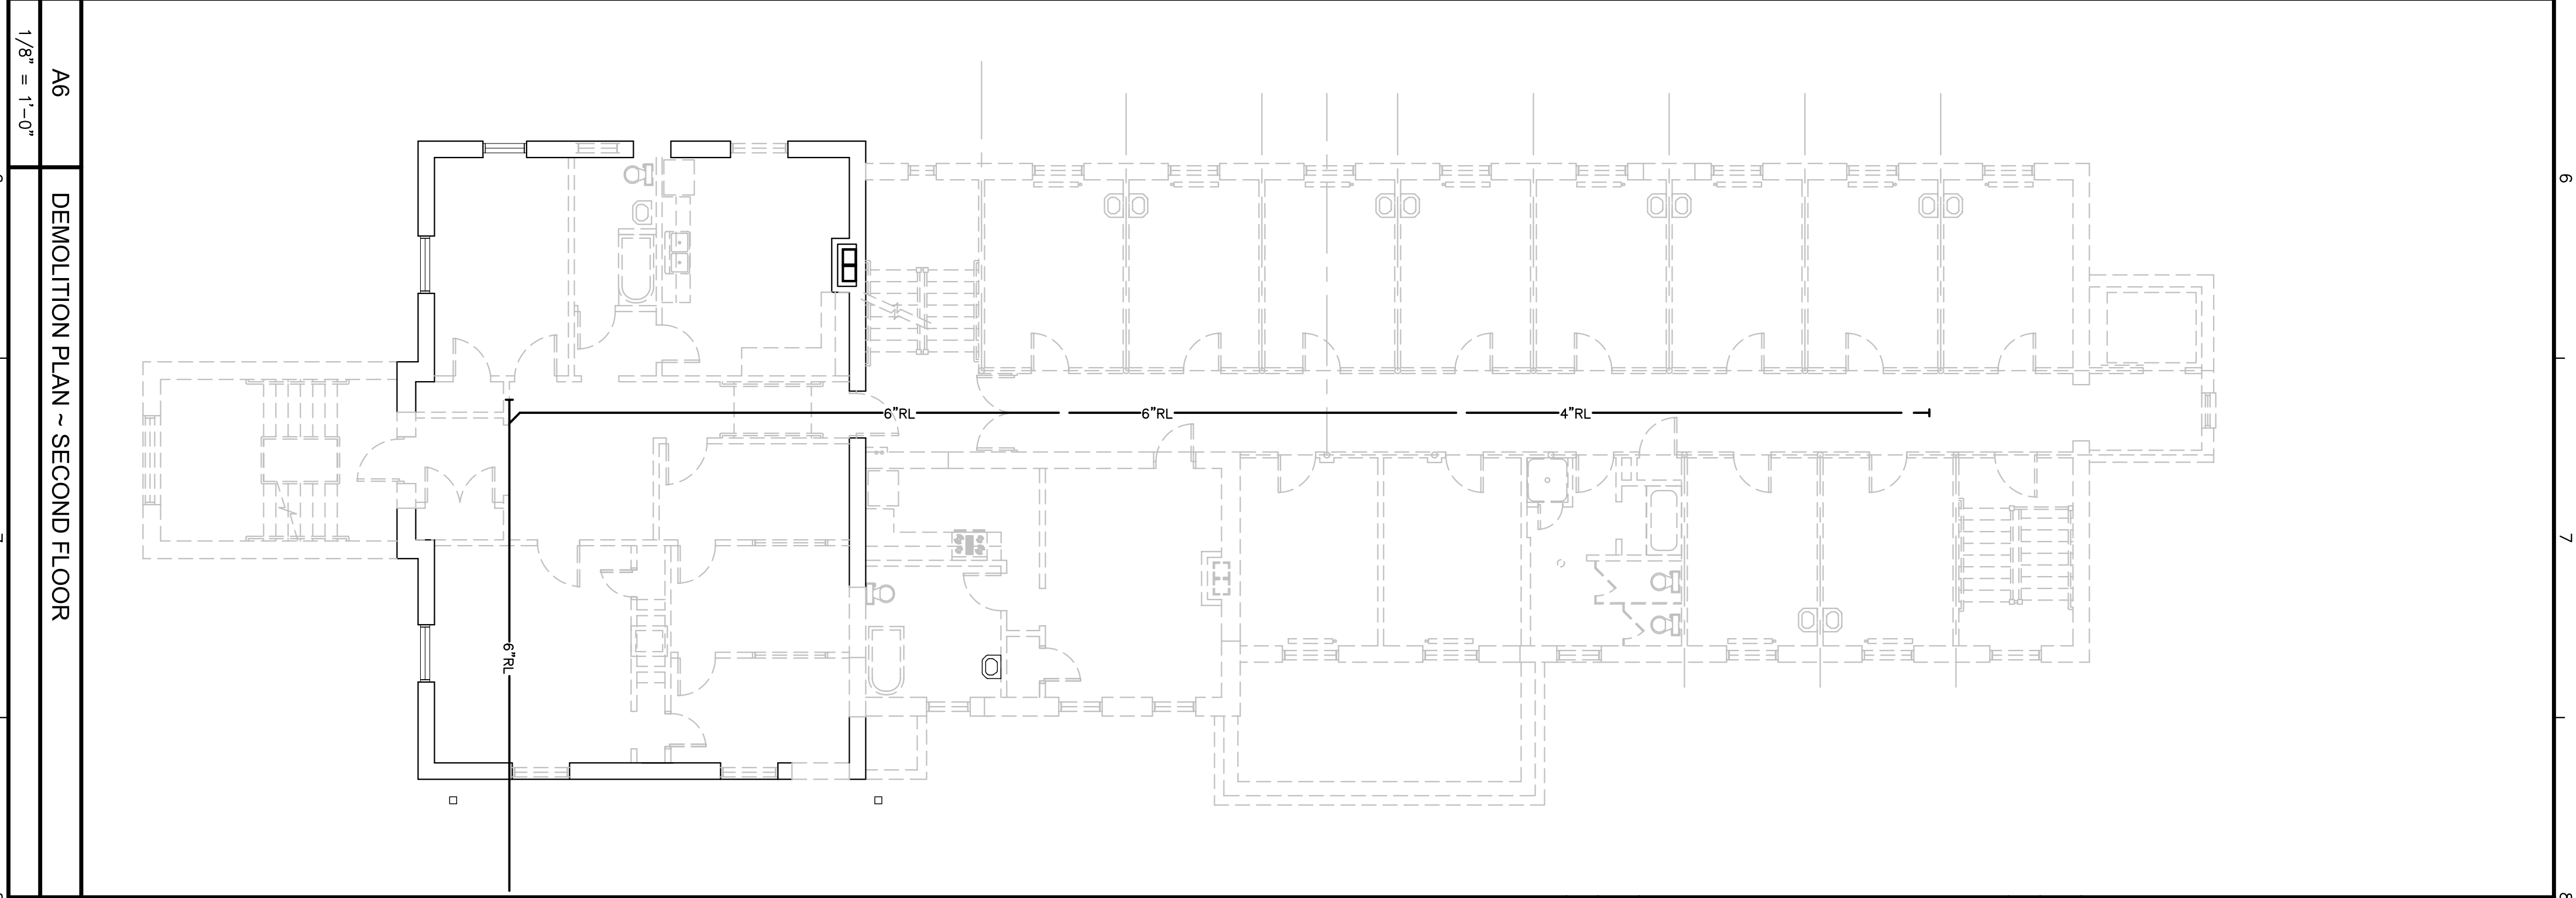 A6
DEMOLITION PLAN ~ SECOND FLOOR
1/8" = 1'-0"
6"RL
6"RL
4"RL
6"RL
6
7